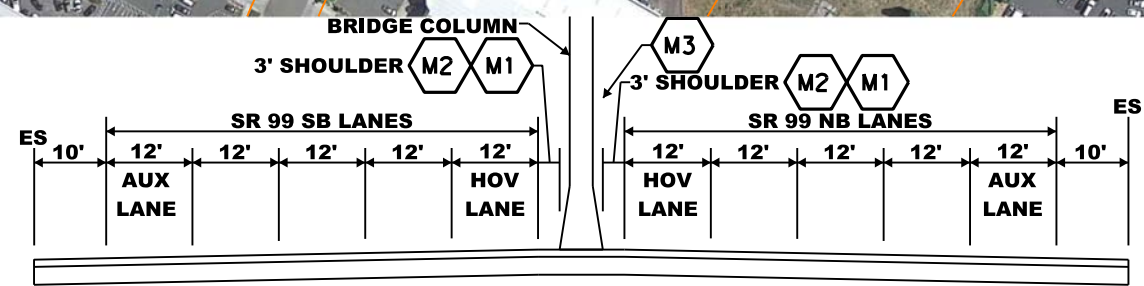 BRIDGE COLUMN
M3
3' SHOULDER M2 M1
3' SHOULDER M2 M1
SR 99 SB LANES
SR 99 NB LANES
ES
ES
10' 12' 12' 12' 12' 12' 12' 12' 12' 12' 12' 10'
AUX LANE
HOV LANE
HOV LANE
AUX LANE